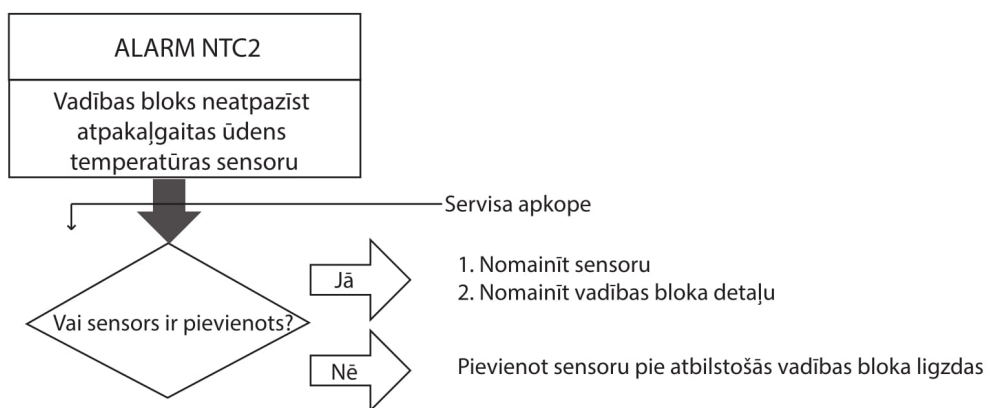 ALARM NTC2
Vadības bloks neatpazīst
atpakaļgaitas ūdens
temperatūras sensoru
Servisa apkope
Vai sensors ir pievienots?
Jā
1. Nomainīt sensoru
2. Nomainīt vadības bloka detaļu
Nē
Pievienot sensoru pie atbilstošās vadības bloka ligzdas